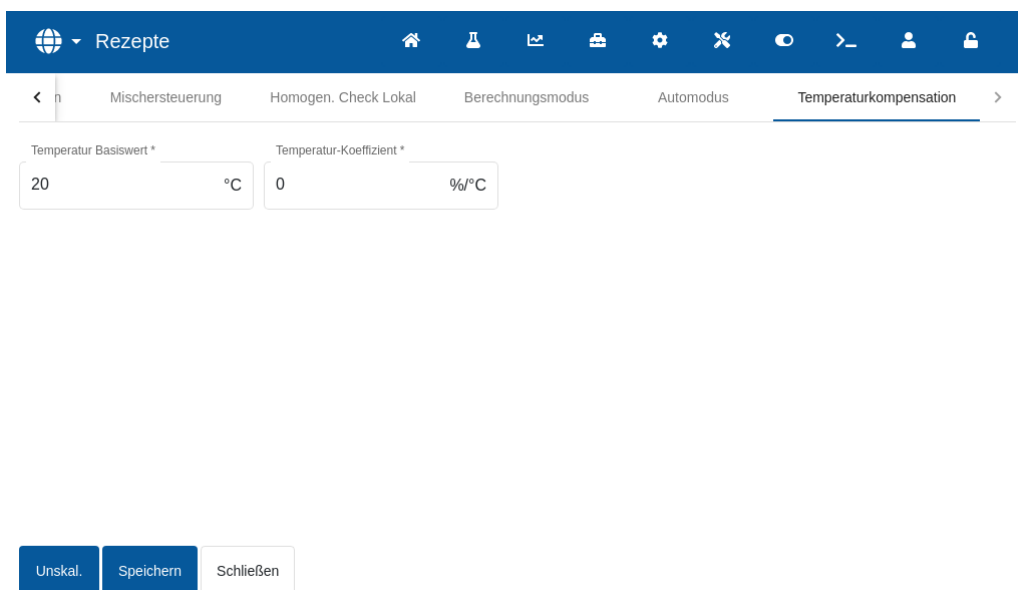 Rezepte
n Mischersteuerung Homogen. Check Lokal Berechnungsmodus Automodus Temperaturkompensation
Temperatur Basiswert * Temperatur-Koeffizient *
20 °C 0 %/°C
Unskal. Speichern Schließen